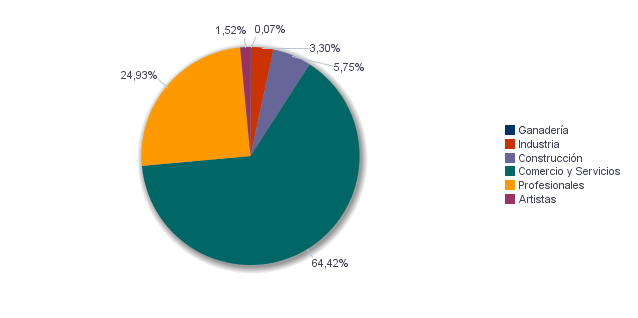 1,52%
0,07%
3,30%
5,75%
24,93%
64,42%
Ganadería
Industria
Construcción
Comercio y Servicios
Profesionales
Artistas